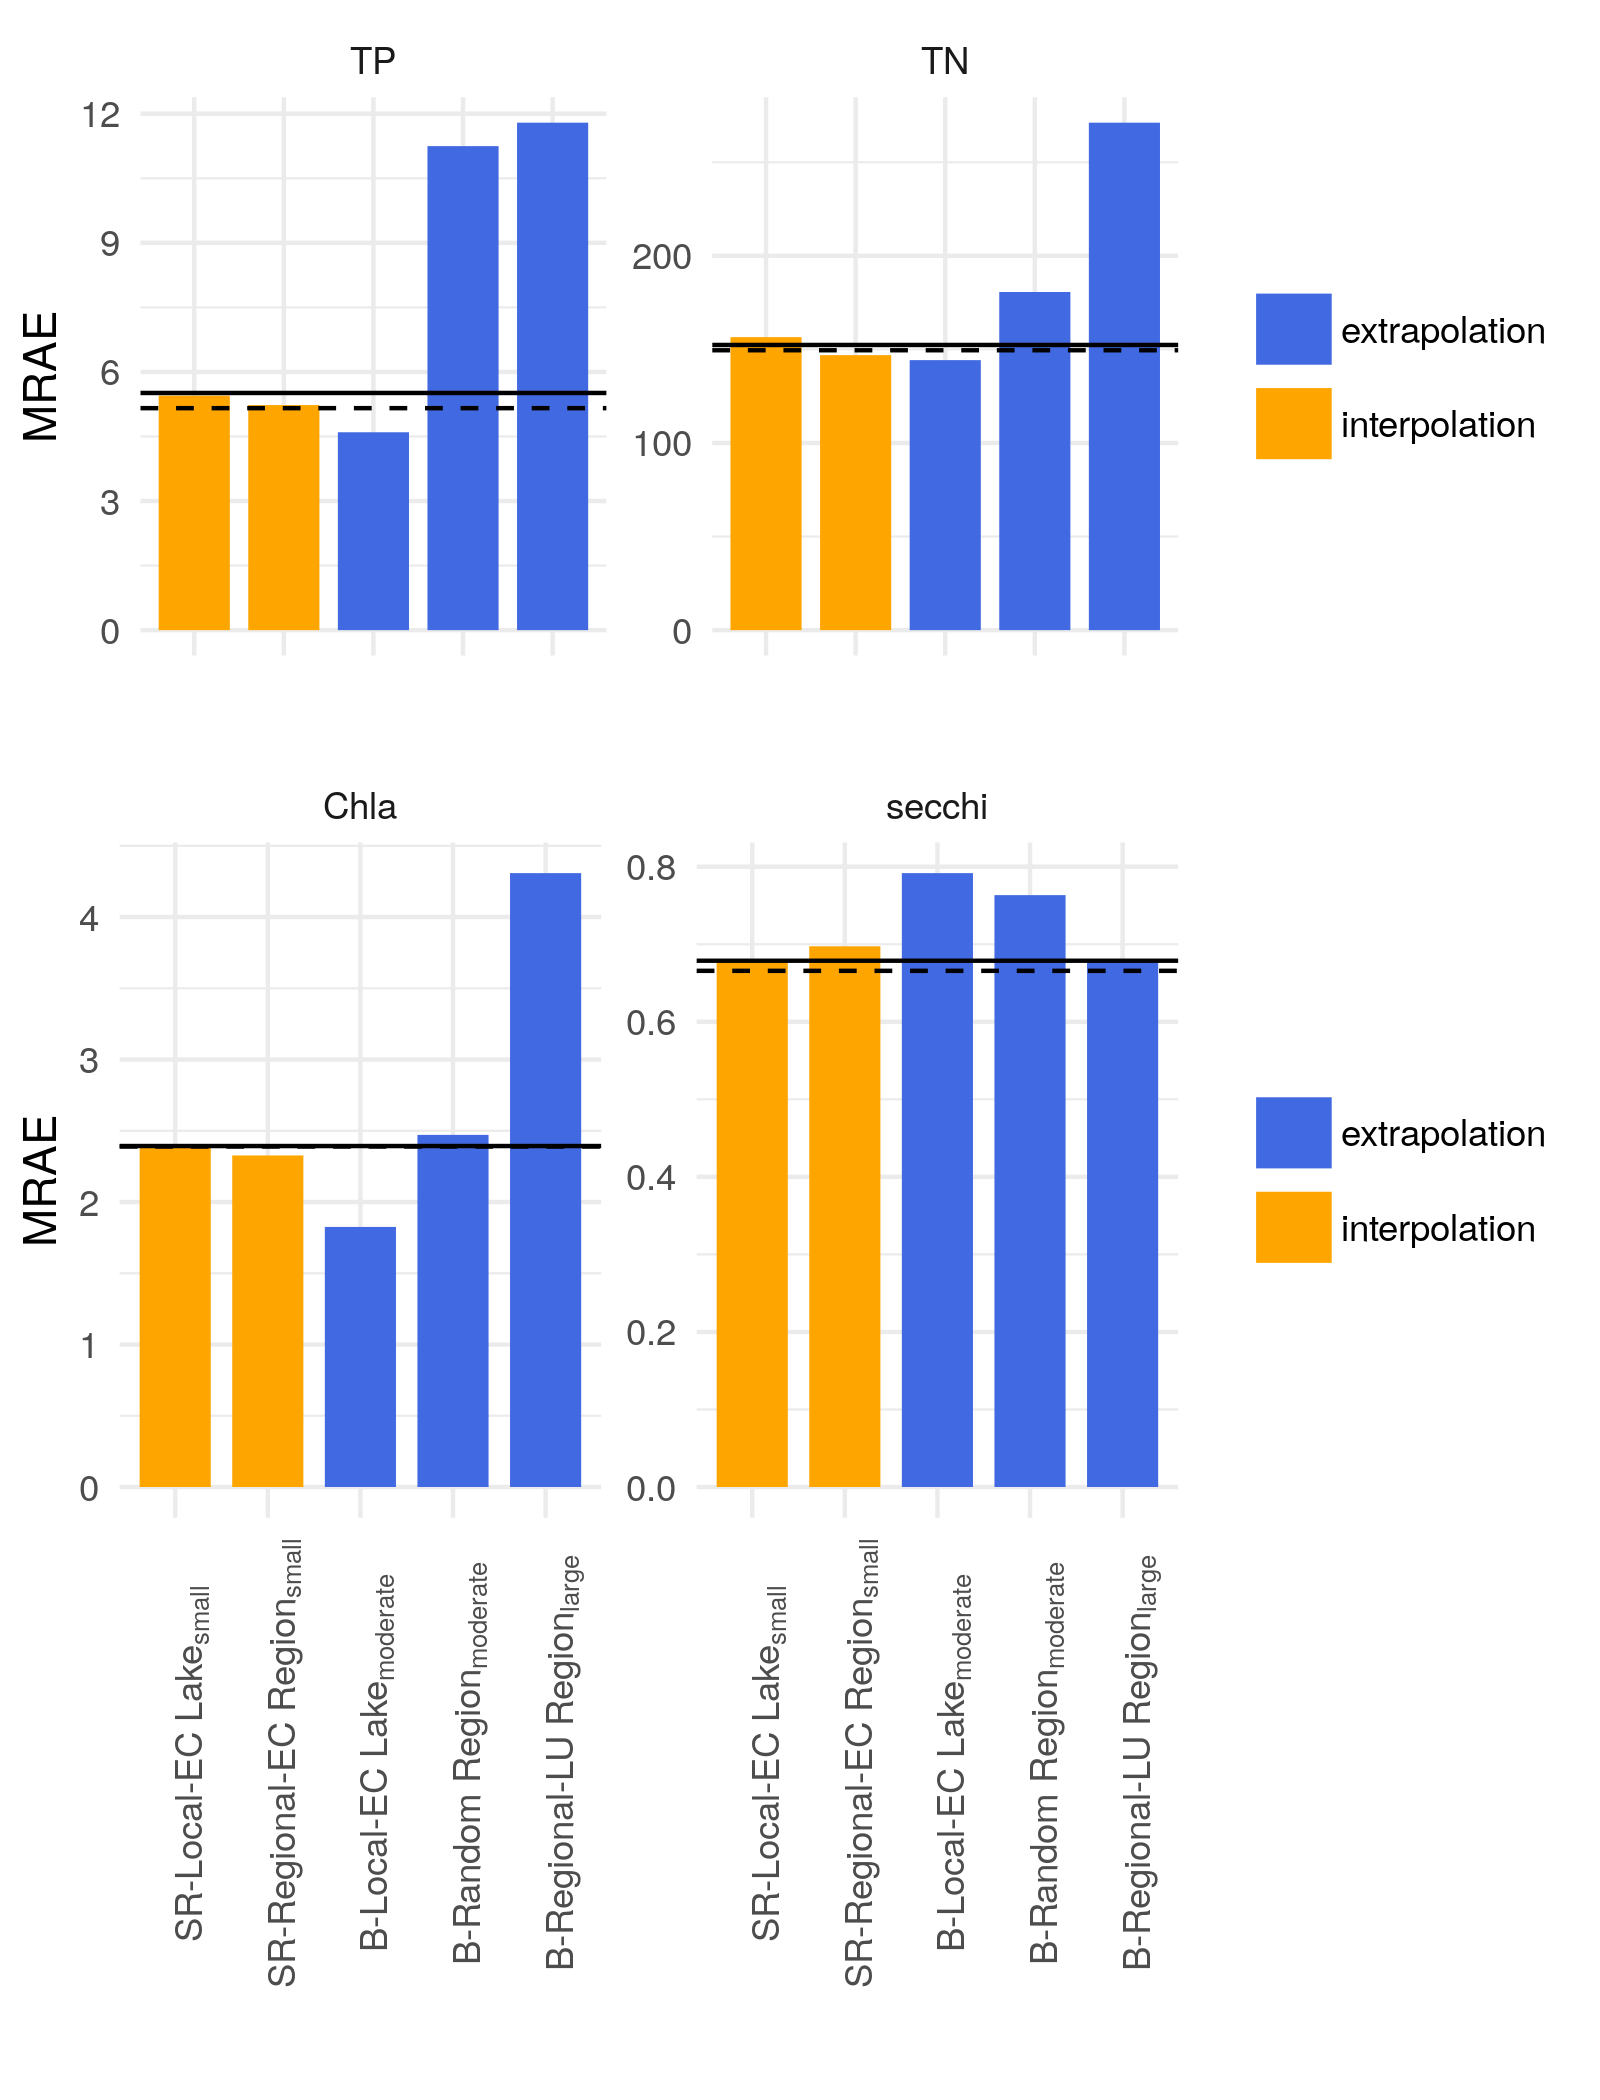 TP
TN
12
9
6
3
0
MRAE
200
100
0
extrapolation
interpolation
Chla
secchi
4
3
2
1
0
MRAE
0.8
0.6
0.4
0.2
0.0
extrapolation
interpolation
SR-Local-EC Lakesmall
SR-Regional-EC Regionsmall
B-Local-EC Lakemoderate
B-Random Regionmoderate
B-Regional-LU Regionlarge
SR-Local-EC Lakesmall
SR-Regional-EC Regionsmall
B-Local-EC Lakemoderate
B-Random Regionmoderate
B-Regional-LU Regionlarge